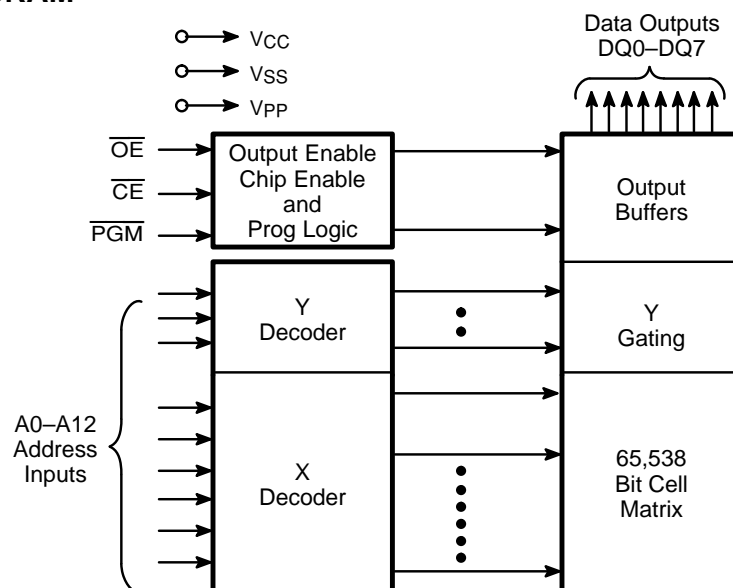 Data Outputs
DQ0–DQ7
VCC
VSS
VPP
OE
CE
PGM
Output Enable
Chip Enable
and
Prog Logic
Output
Buffers
Y
Decoder
Y
Gating
A0–A12
Address
Inputs
X
Decoder
65,538
Bit Cell
Matrix